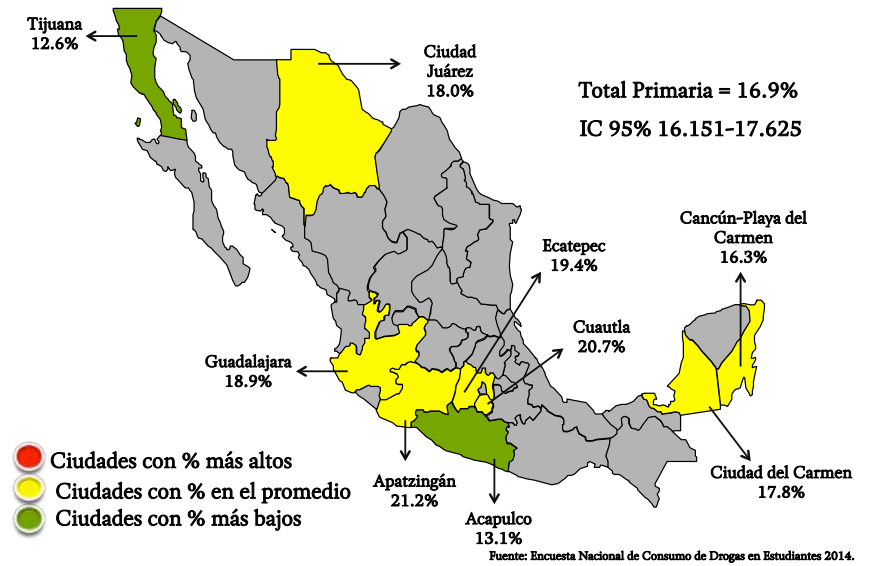 Tijuana
12.6%
Ciudad
Juárez
18.0%
Total Primaria = 16.9%
IC 95% 16.151-17.625
Cancún-Playa del
Carmen
16.3%
Ecatepec
19.4%
Cuautla
20.7%
Guadalajara
18.9%
Ciudades con % más altos
Ciudades con % en el promedio
Ciudades con % más bajos
Apatzingán
21.2%
Acapulco
13.1%
Ciudad del Carmen
17.8%
Fuente: Encuesta Nacional de Consumo de Drogas en Estudiantes 2014.